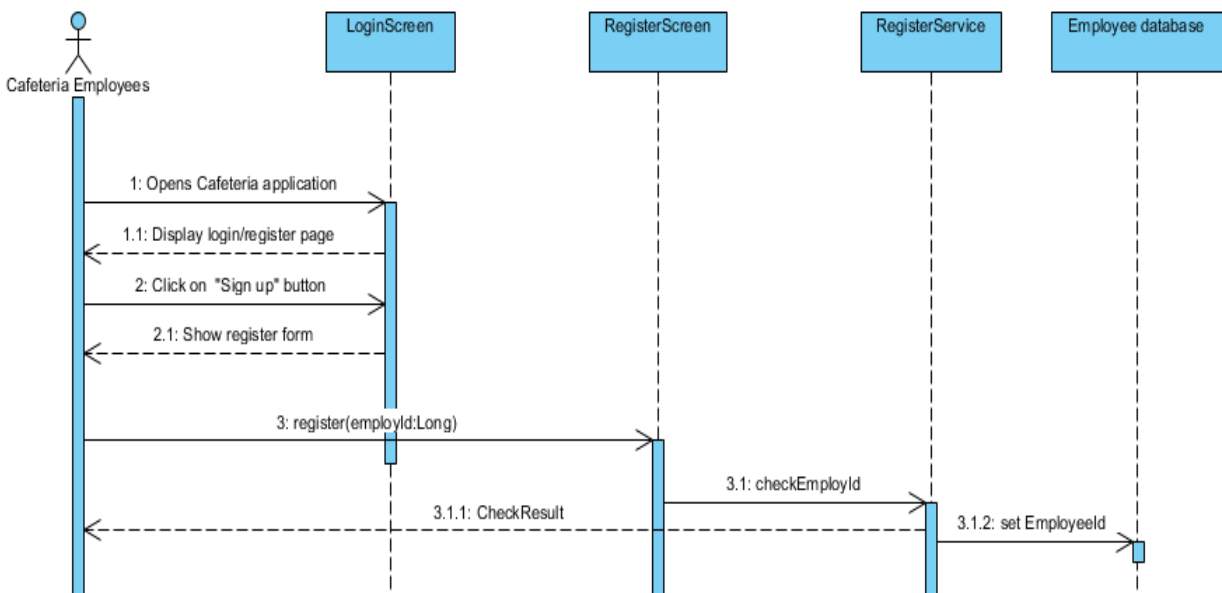 LoginScreen
RegisterScreen
RegisterService
Employee database
Cafeteria Employees
1: Opens Cafeteria application
1.1: Display login/register page
2: Click on "Sign up" button
2.1: Show register form
3: register(employId:Long)
3.1: checkEmployId
3.1.1: CheckResult
3.1.2: set EmployeeId